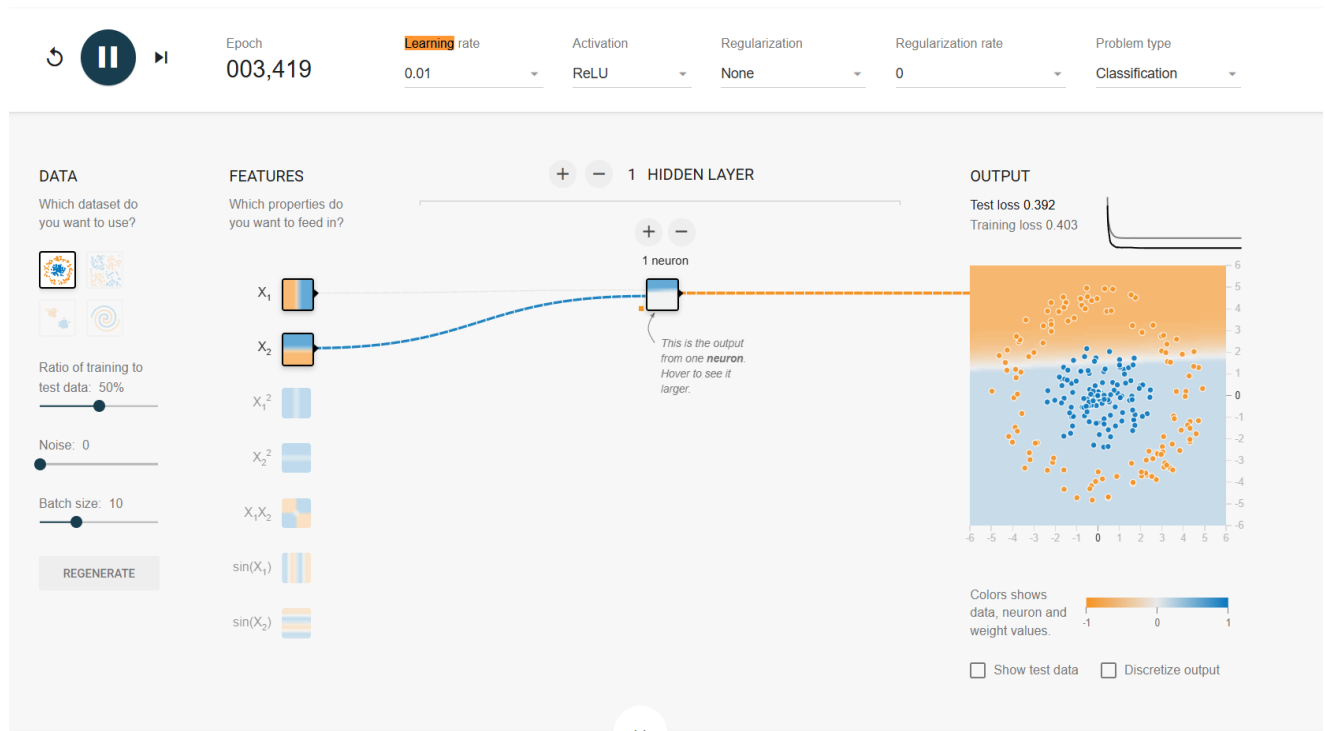 Epoch
003,419
Learning rate
0.01
Activation
ReLU
Regularization
None
Regularization rate
0
Problem type
Classification
DATA
Which dataset do
you want to use?
Ratio of training to
test data: 50%
Noise: 0
Batch size: 10
REGENERATE
FEATURES
Which properties do
you want to feed in?
X₁
X₂
X₁²
X₂²
X₁X₂
sin(X₁)
sin(X₂)
1 HIDDEN LAYER
1 neuron
This is the output
from one neuron.
Hover to see it
larger.
OUTPUT
Test loss 0.392
Training loss 0.403
6
5
4
3
2
1
0
-1
-2
-3
-4
-5
-6
-6 -5 -4 -3 -2 -1 0 1 2 3 4 5 6
Colors shows
data, neuron and
weight values.
-1 0 1
Show test data
Discretize output